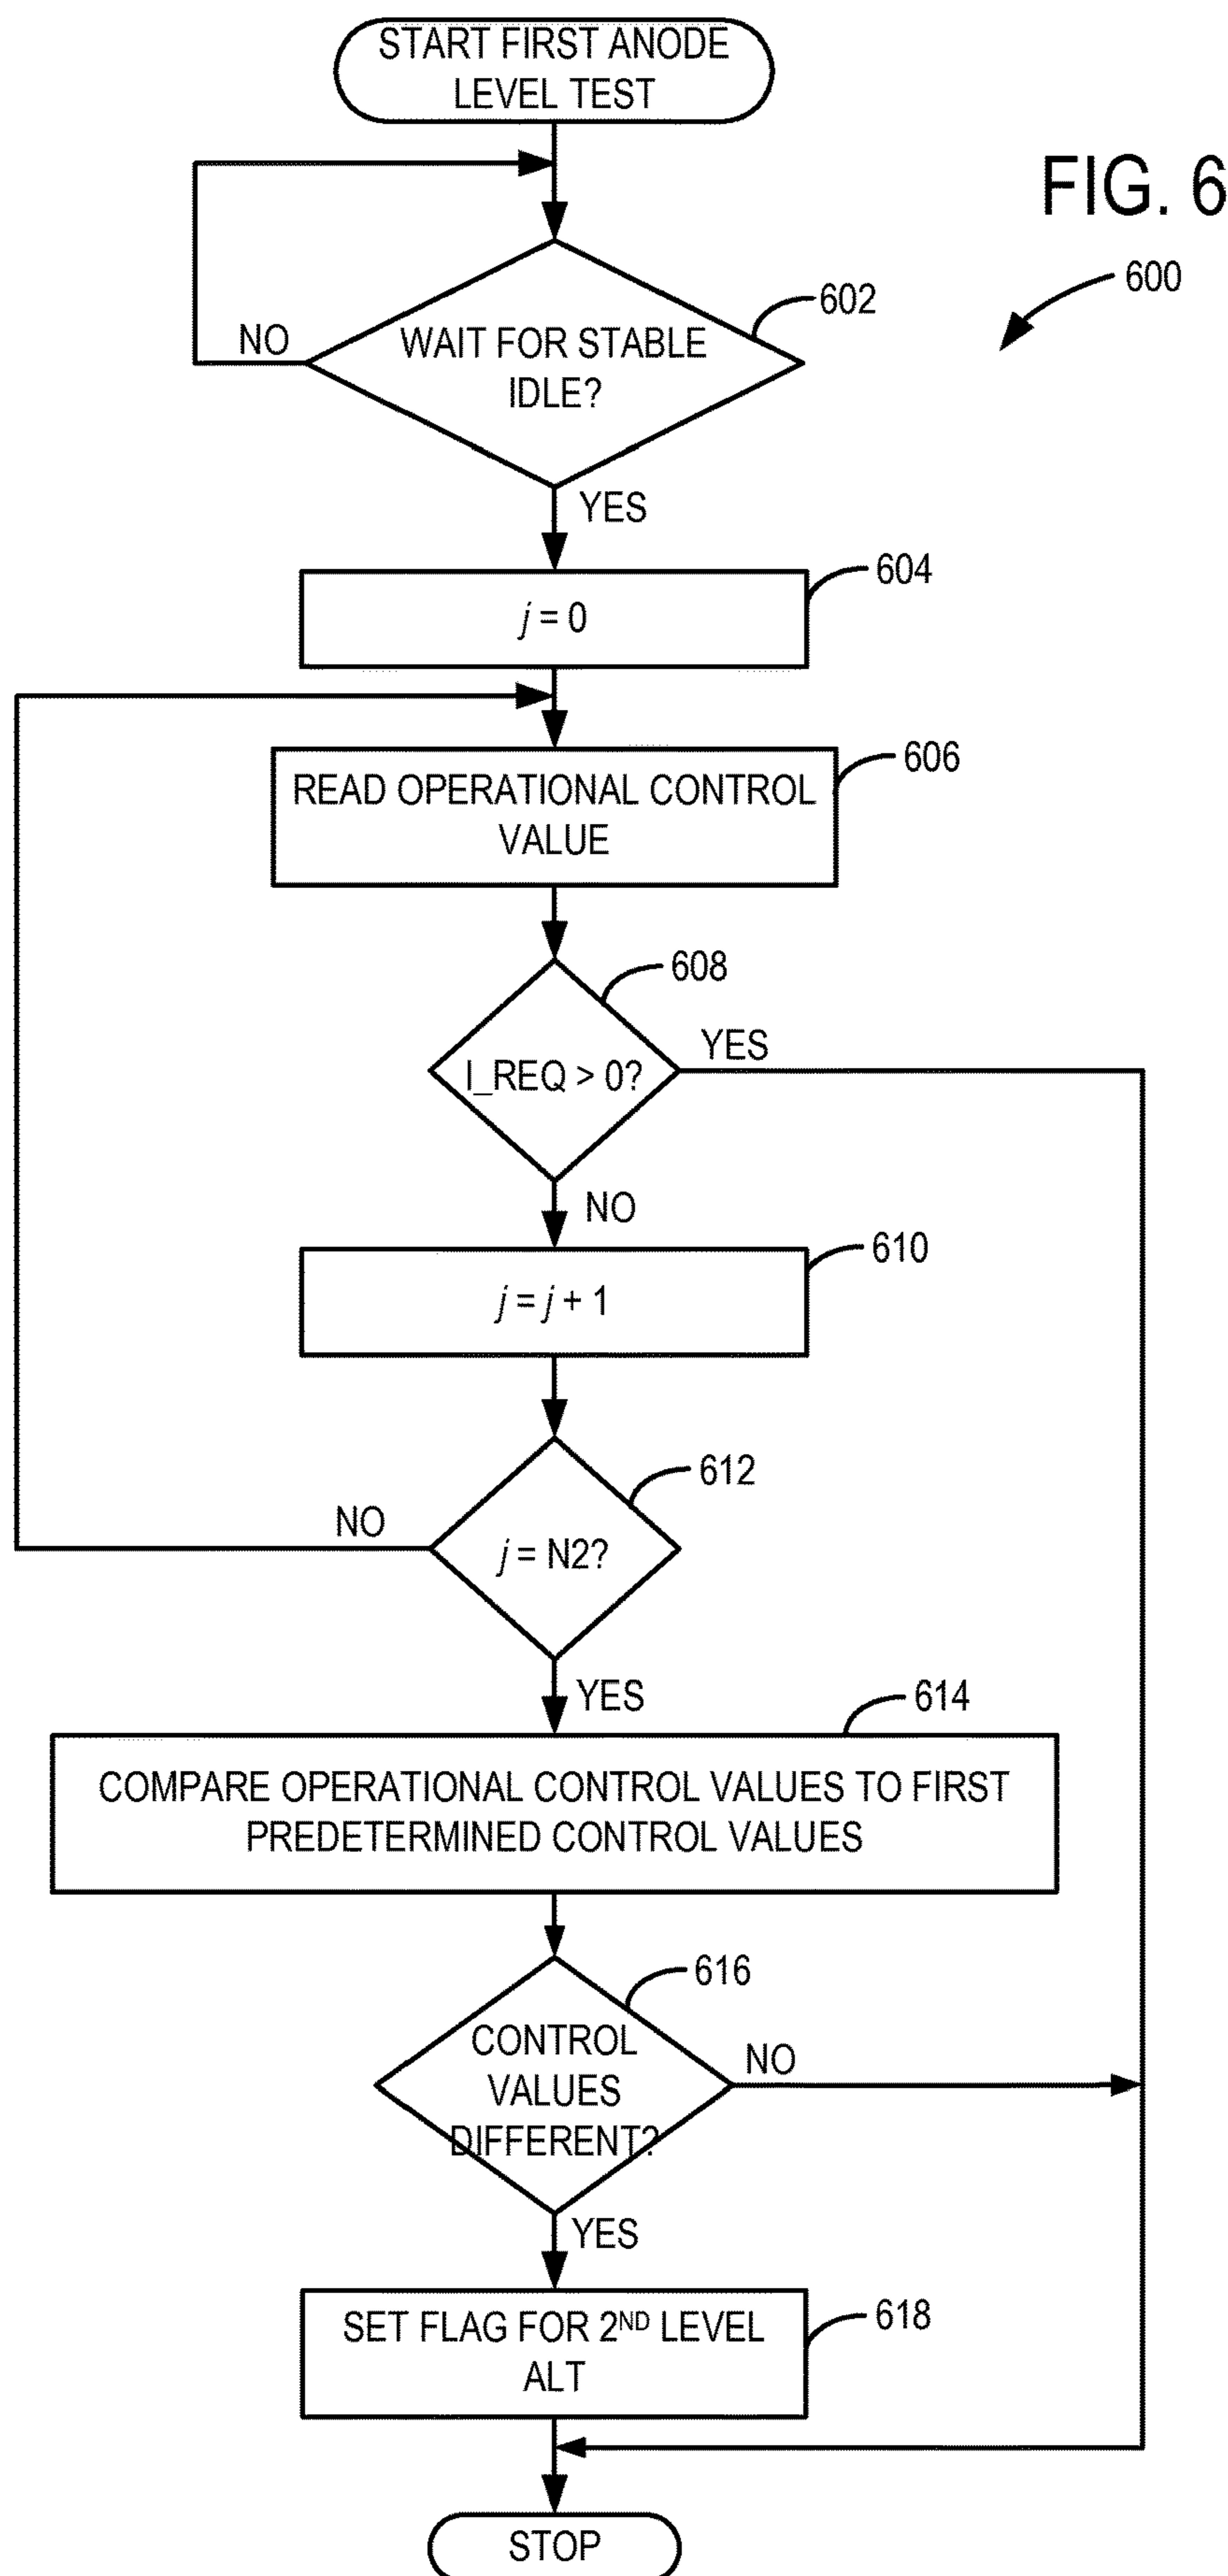 START FIRST ANODE
LEVEL TEST
FIG. 6
600
602
NO
WAIT FOR STABLE
IDLE?
YES
604
j = 0
606
READ OPERATIONAL CONTROL
VALUE
608
YES
I_REQ > 0?
NO
610
j = j + 1
612
NO
j = N2?
YES
614
COMPARE OPERATIONAL CONTROL VALUES TO FIRST
PREDETERMINED CONTROL VALUES
616
CONTROL
NO
VALUES
DIFFERENT?
YES
618
SET FLAG FOR 2ND LEVEL
ALT
STOP